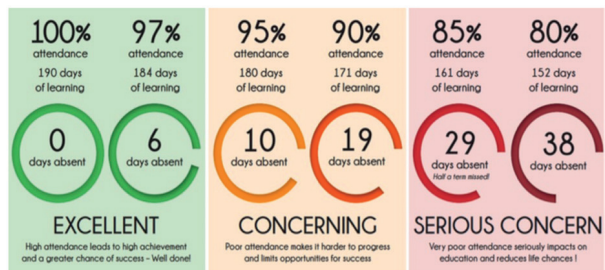 100% 97% 95% 90% 85% 80%
attendance attendance attendance attendance attendance attendance
190 days 184 days 180 days 171 days 161 days 152 days
of learning of learning of learning of learning of learning of learning
0 6 10 19 29 38
days absent days absent days absent days absent days absent days absent
Half a term missed!
EXCELLENT CONCERNING SERIOUS CONCERN
High attendance leads to high achievement Poor attendance makes it harder to progress Very poor attendance seriously impacts on
and a greater chance of success – Well done! and limits opportunities for success education and reduces life chances !